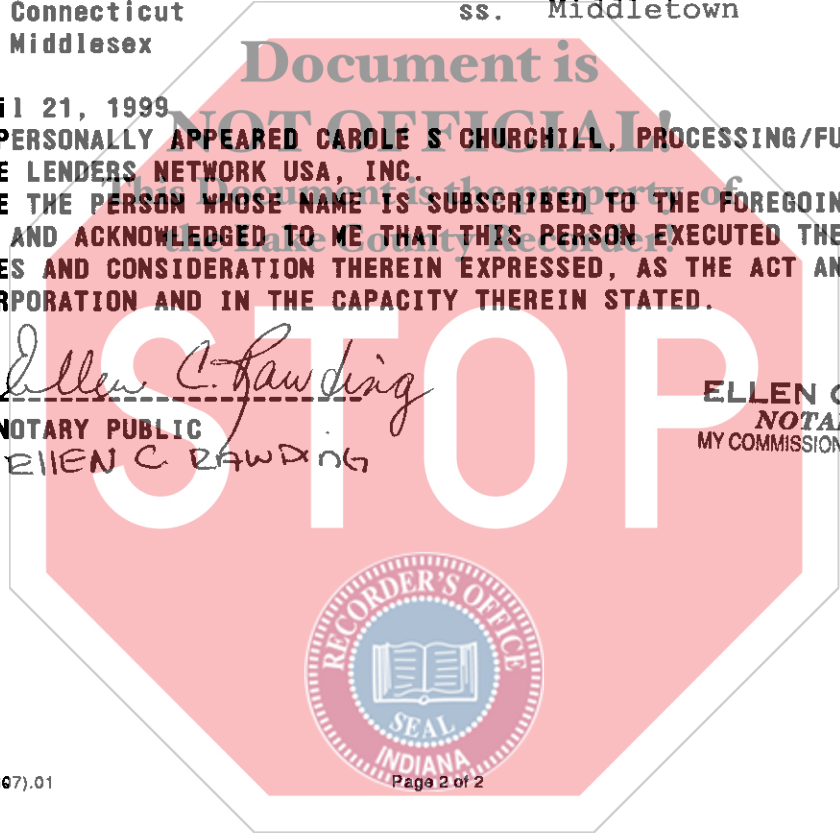 Connecticut ss. Middletown
Middlesex
Document is
il 21, 1999
NOT OFFICIAL!
PERSONALLY APPEARED CAROLE S CHURCHILL, PROCESSING/FU
E LENDERS NETWORK USA, INC.
This Document is the property of
E THE PERSON WHOSE NAME IS SUBSCRIBED TO THE FOREGOIN
AND ACKNOWLEDGED TO ME THAT THIS PERSON EXECUTED THE
the Lake County Recorder!
ES AND CONSIDERATION THEREIN EXPRESSED, AS THE ACT AN
RPORATION AND IN THE CAPACITY THEREIN STATED.
STOP
Ellen C. Rawding
NOTARY PUBLIC
EllEN C RAWDING
ELLEN C
NOTA
MY COMMISSION
RECORDER'S OFFICE
SEAL
INDIANA
07).01
Page 2 of 2